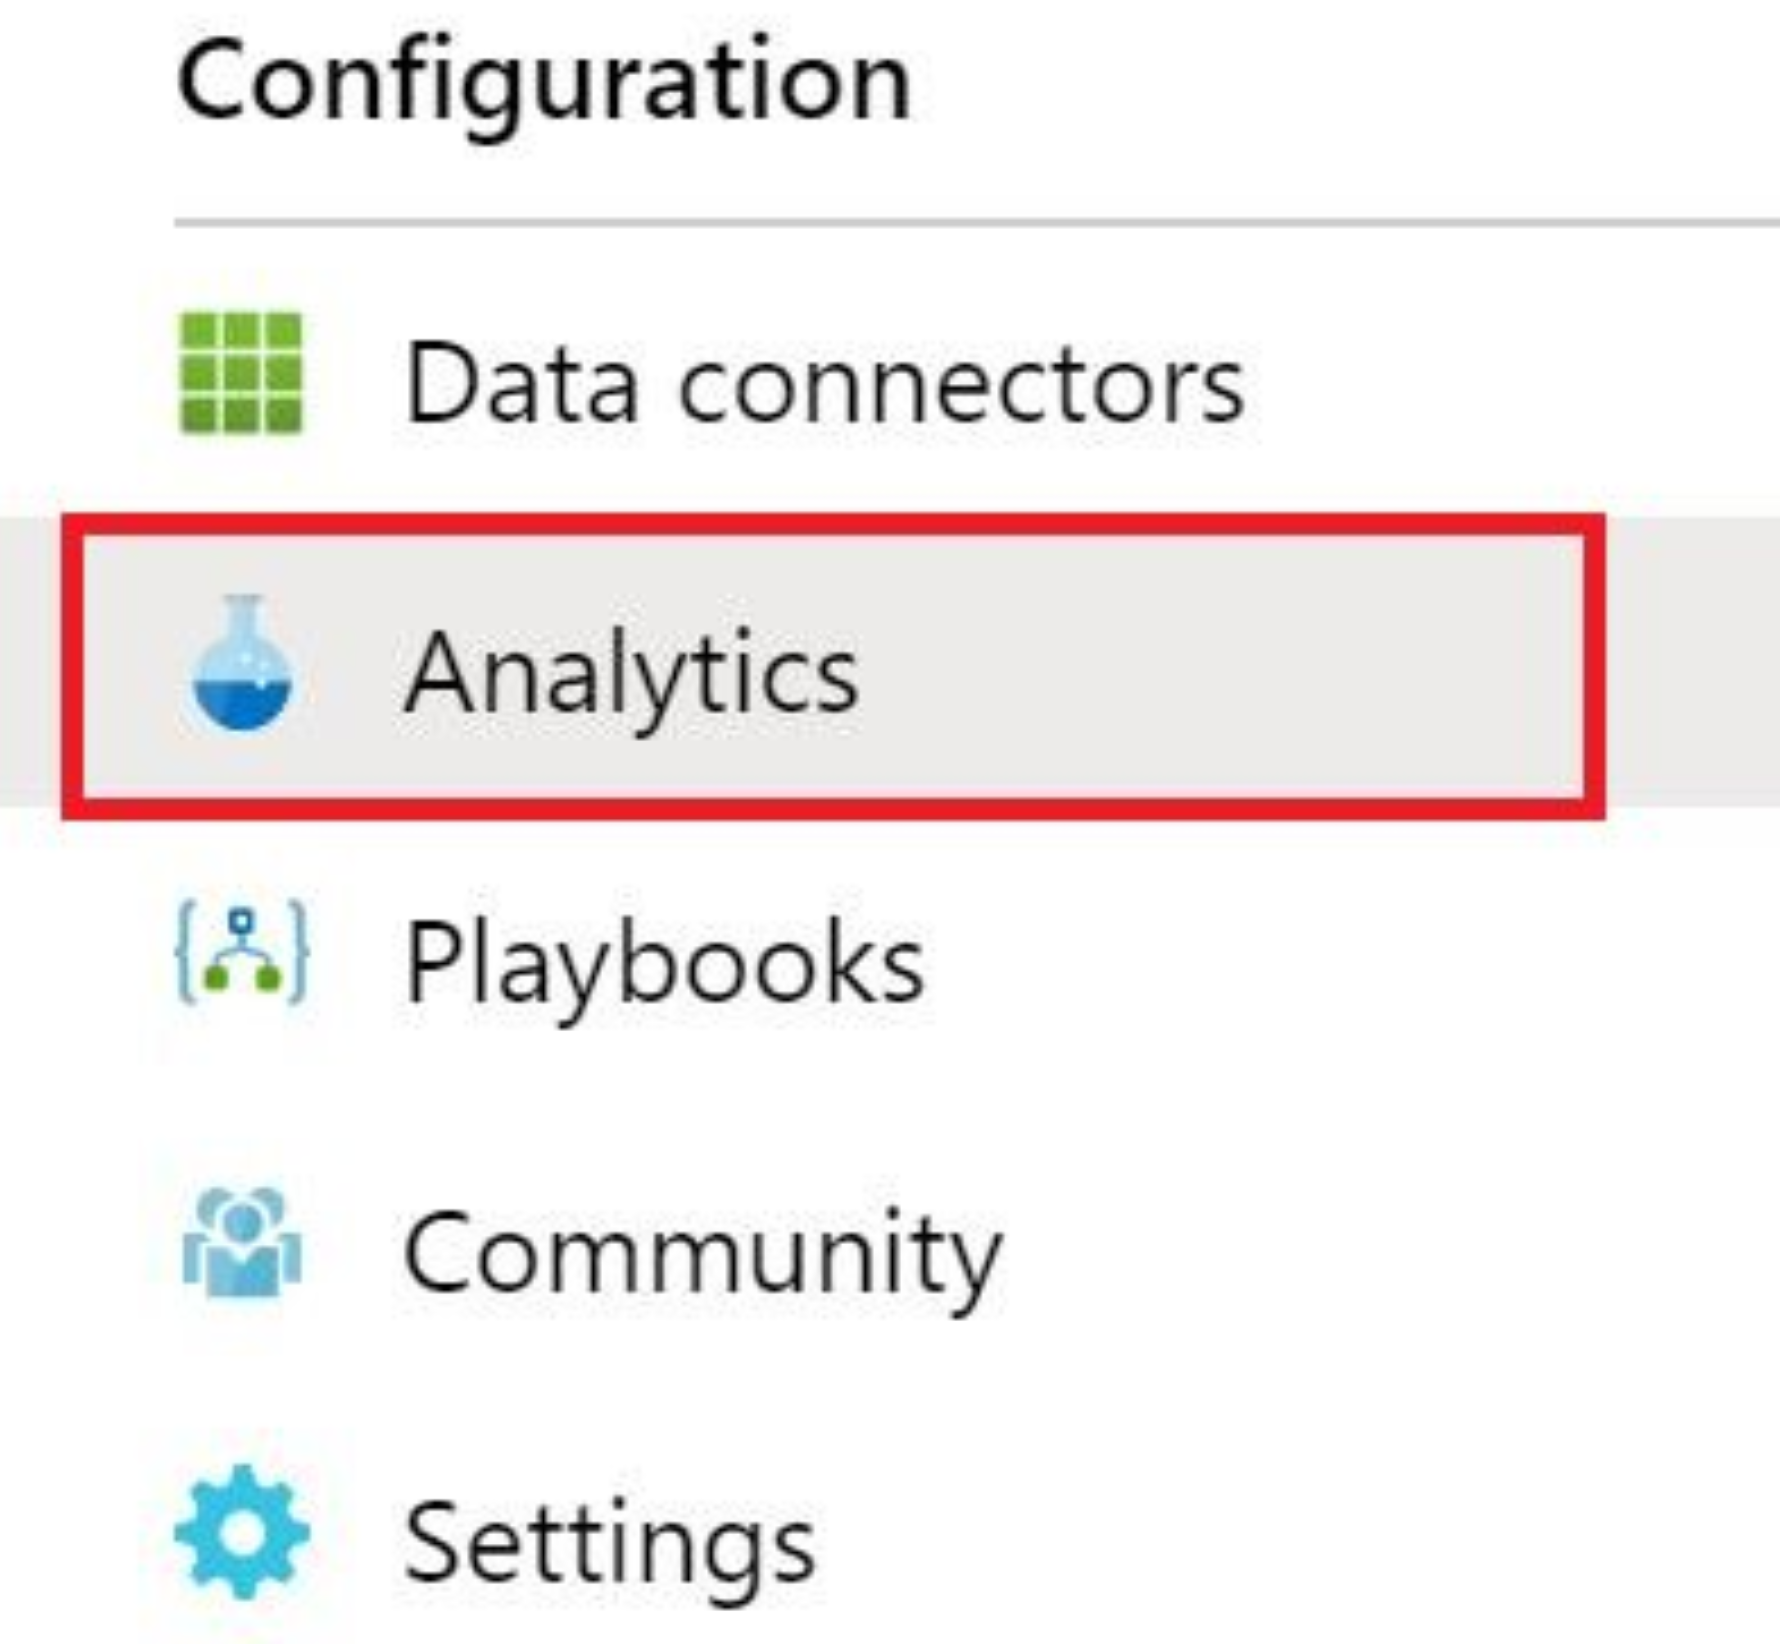 Configuration
Data connectors
Analytics
Playbooks
Community
Settings